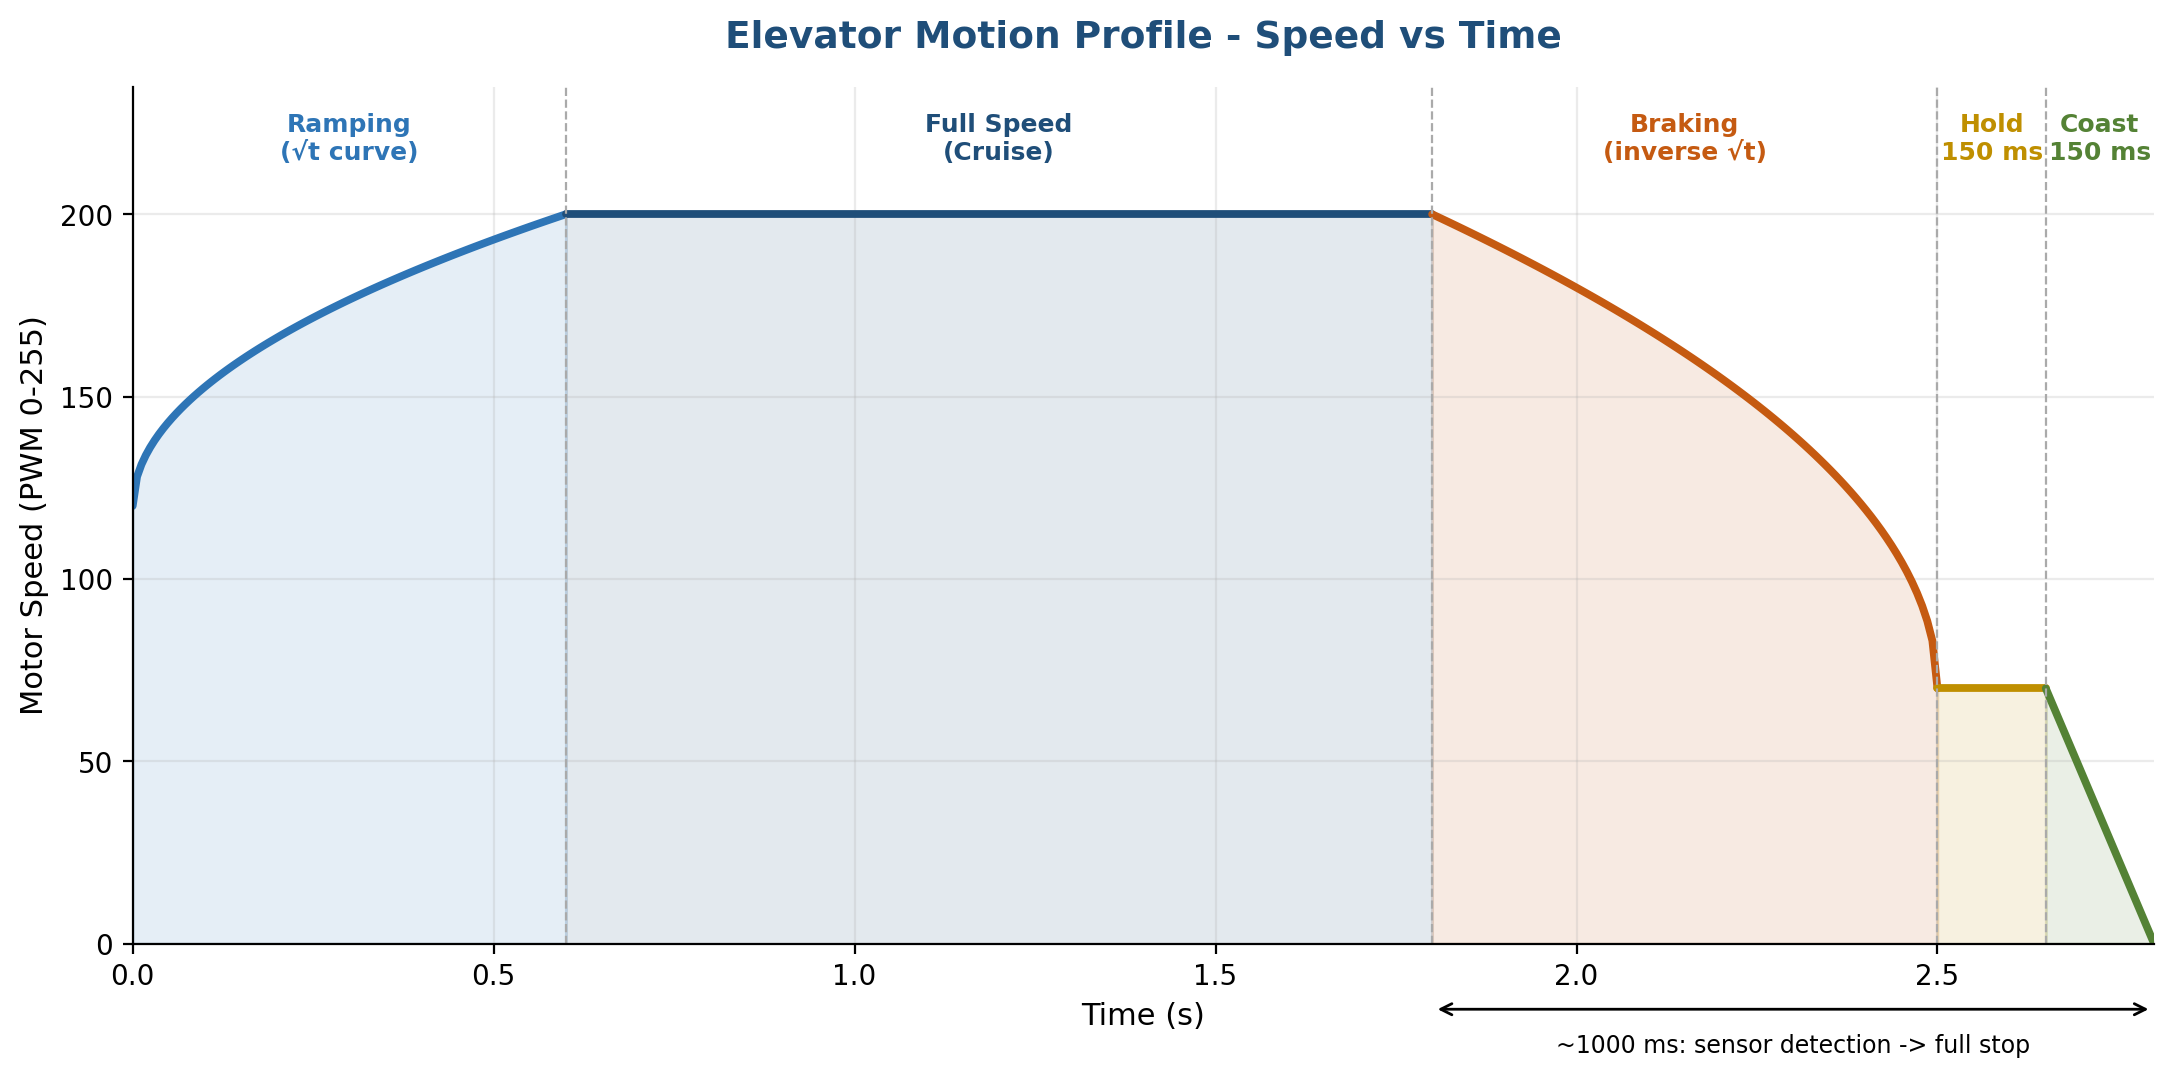 Elevator Motion Profile - Speed vs Time
Ramping
(√t curve)
Full Speed
(Cruise)
Braking
(inverse √t)
Hold
150 ms
Coast
150 ms
Motor Speed (PWM 0-255)
200
150
100
50
0
0.0
0.5
1.0
1.5
2.0
2.5
Time (s)
~1000 ms: sensor detection -> full stop